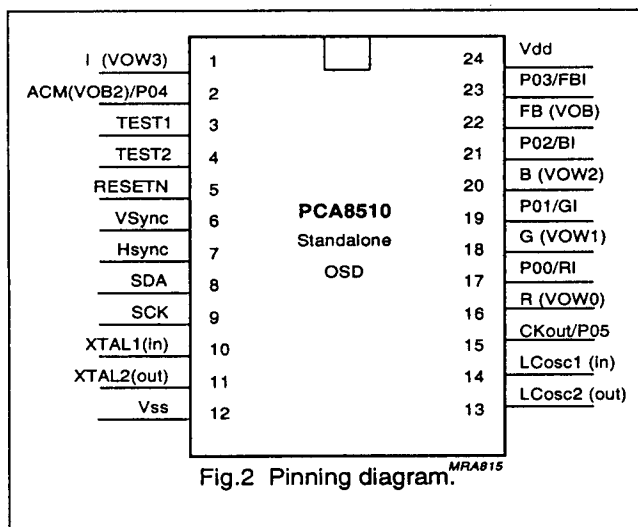 I (VOW3) 1
ACM(VOB2)/P04 2
TEST1 3
TEST2 4
RESETN 5
VSync 6
Hsync 7
SDA 8
SCK 9
XTAL1(in) 10
XTAL2(out) 11
Vss 12
PCA8510
Standalone
OSD
24 Vdd
23 P03/FBI
22 FB (VOB)
21 P02/BI
20 B (VOW2)
19 P01/GI
18 G (VOW1)
17 P00/RI
16 R (VOW0)
15 CKout/P05
14 LCosc1 (in)
13 LCosc2 (out)
MRA815
Fig.2 Pinning diagram.